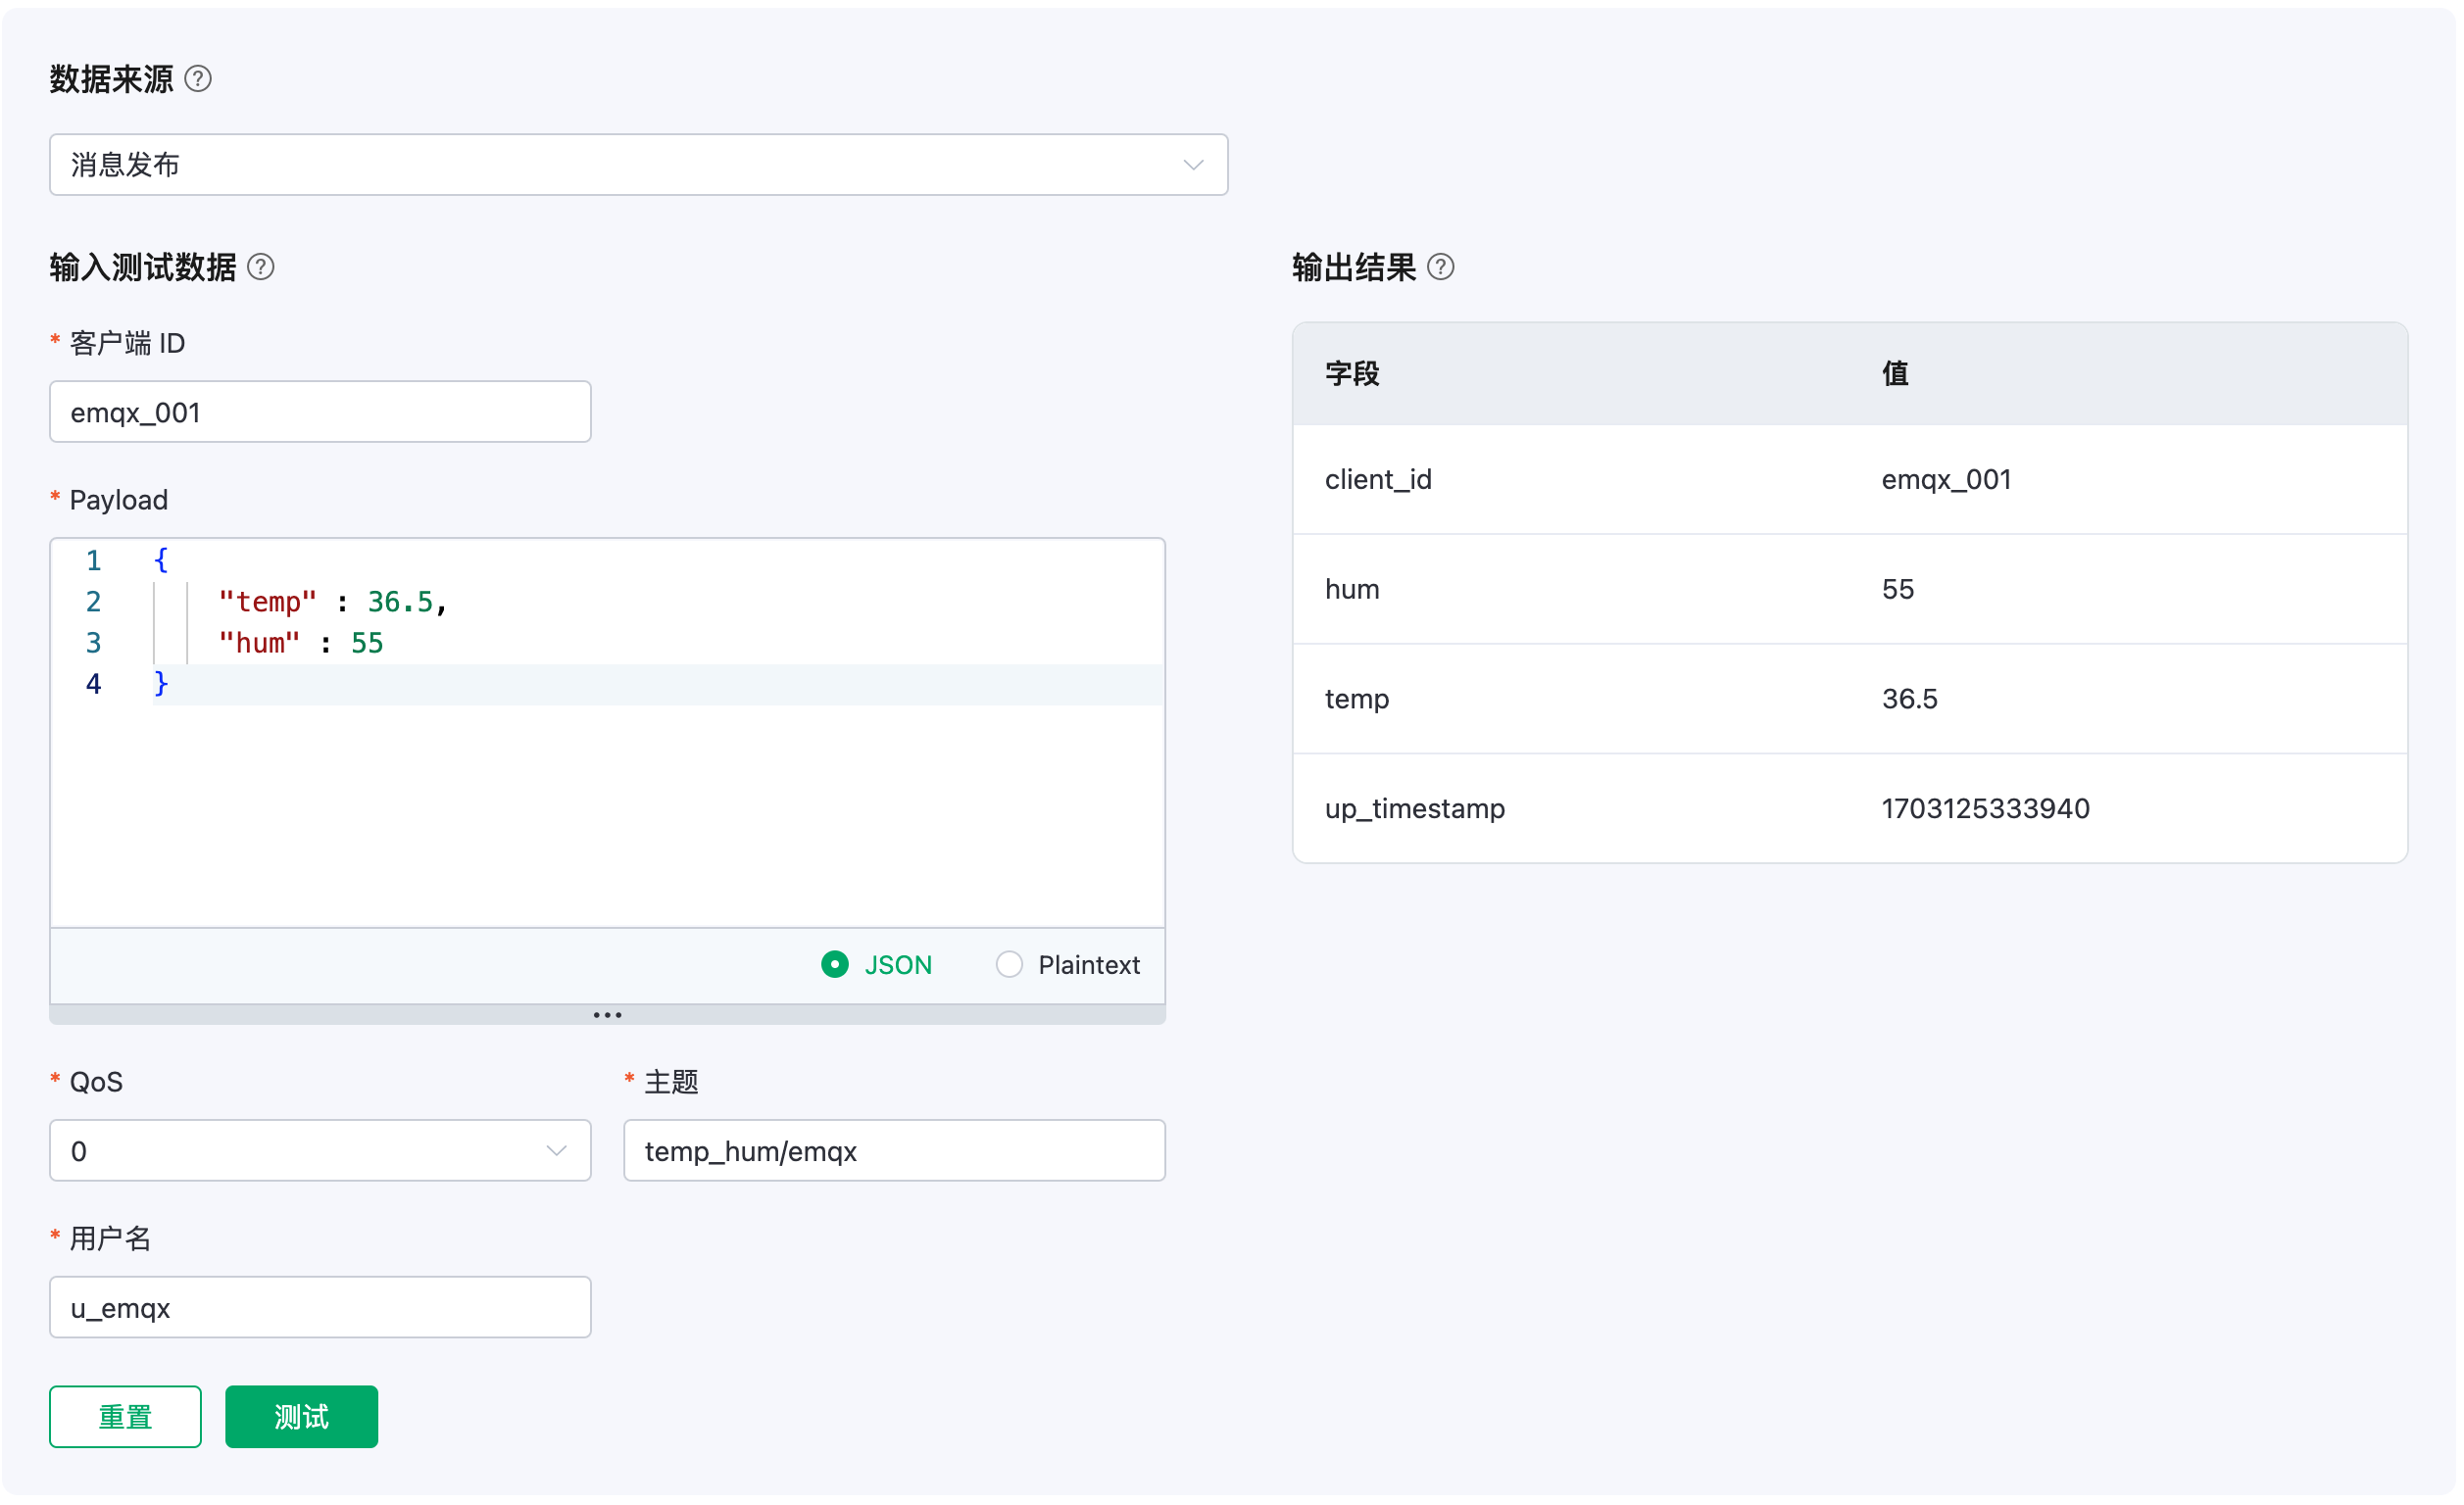 数据来源
消息发布
输入测试数据
* 客户端 ID
emqx_001
* Payload
1 {
2 "temp" : 36.5,
3 "hum" : 55
4 }
JSON Plaintext
* QoS
0
* 主题
temp_hum/emqx
* 用户名
u_emqx
重置 测试
输出结果
字段 值
client_id emqx_001
hum 55
temp 36.5
up_timestamp 1703125333940